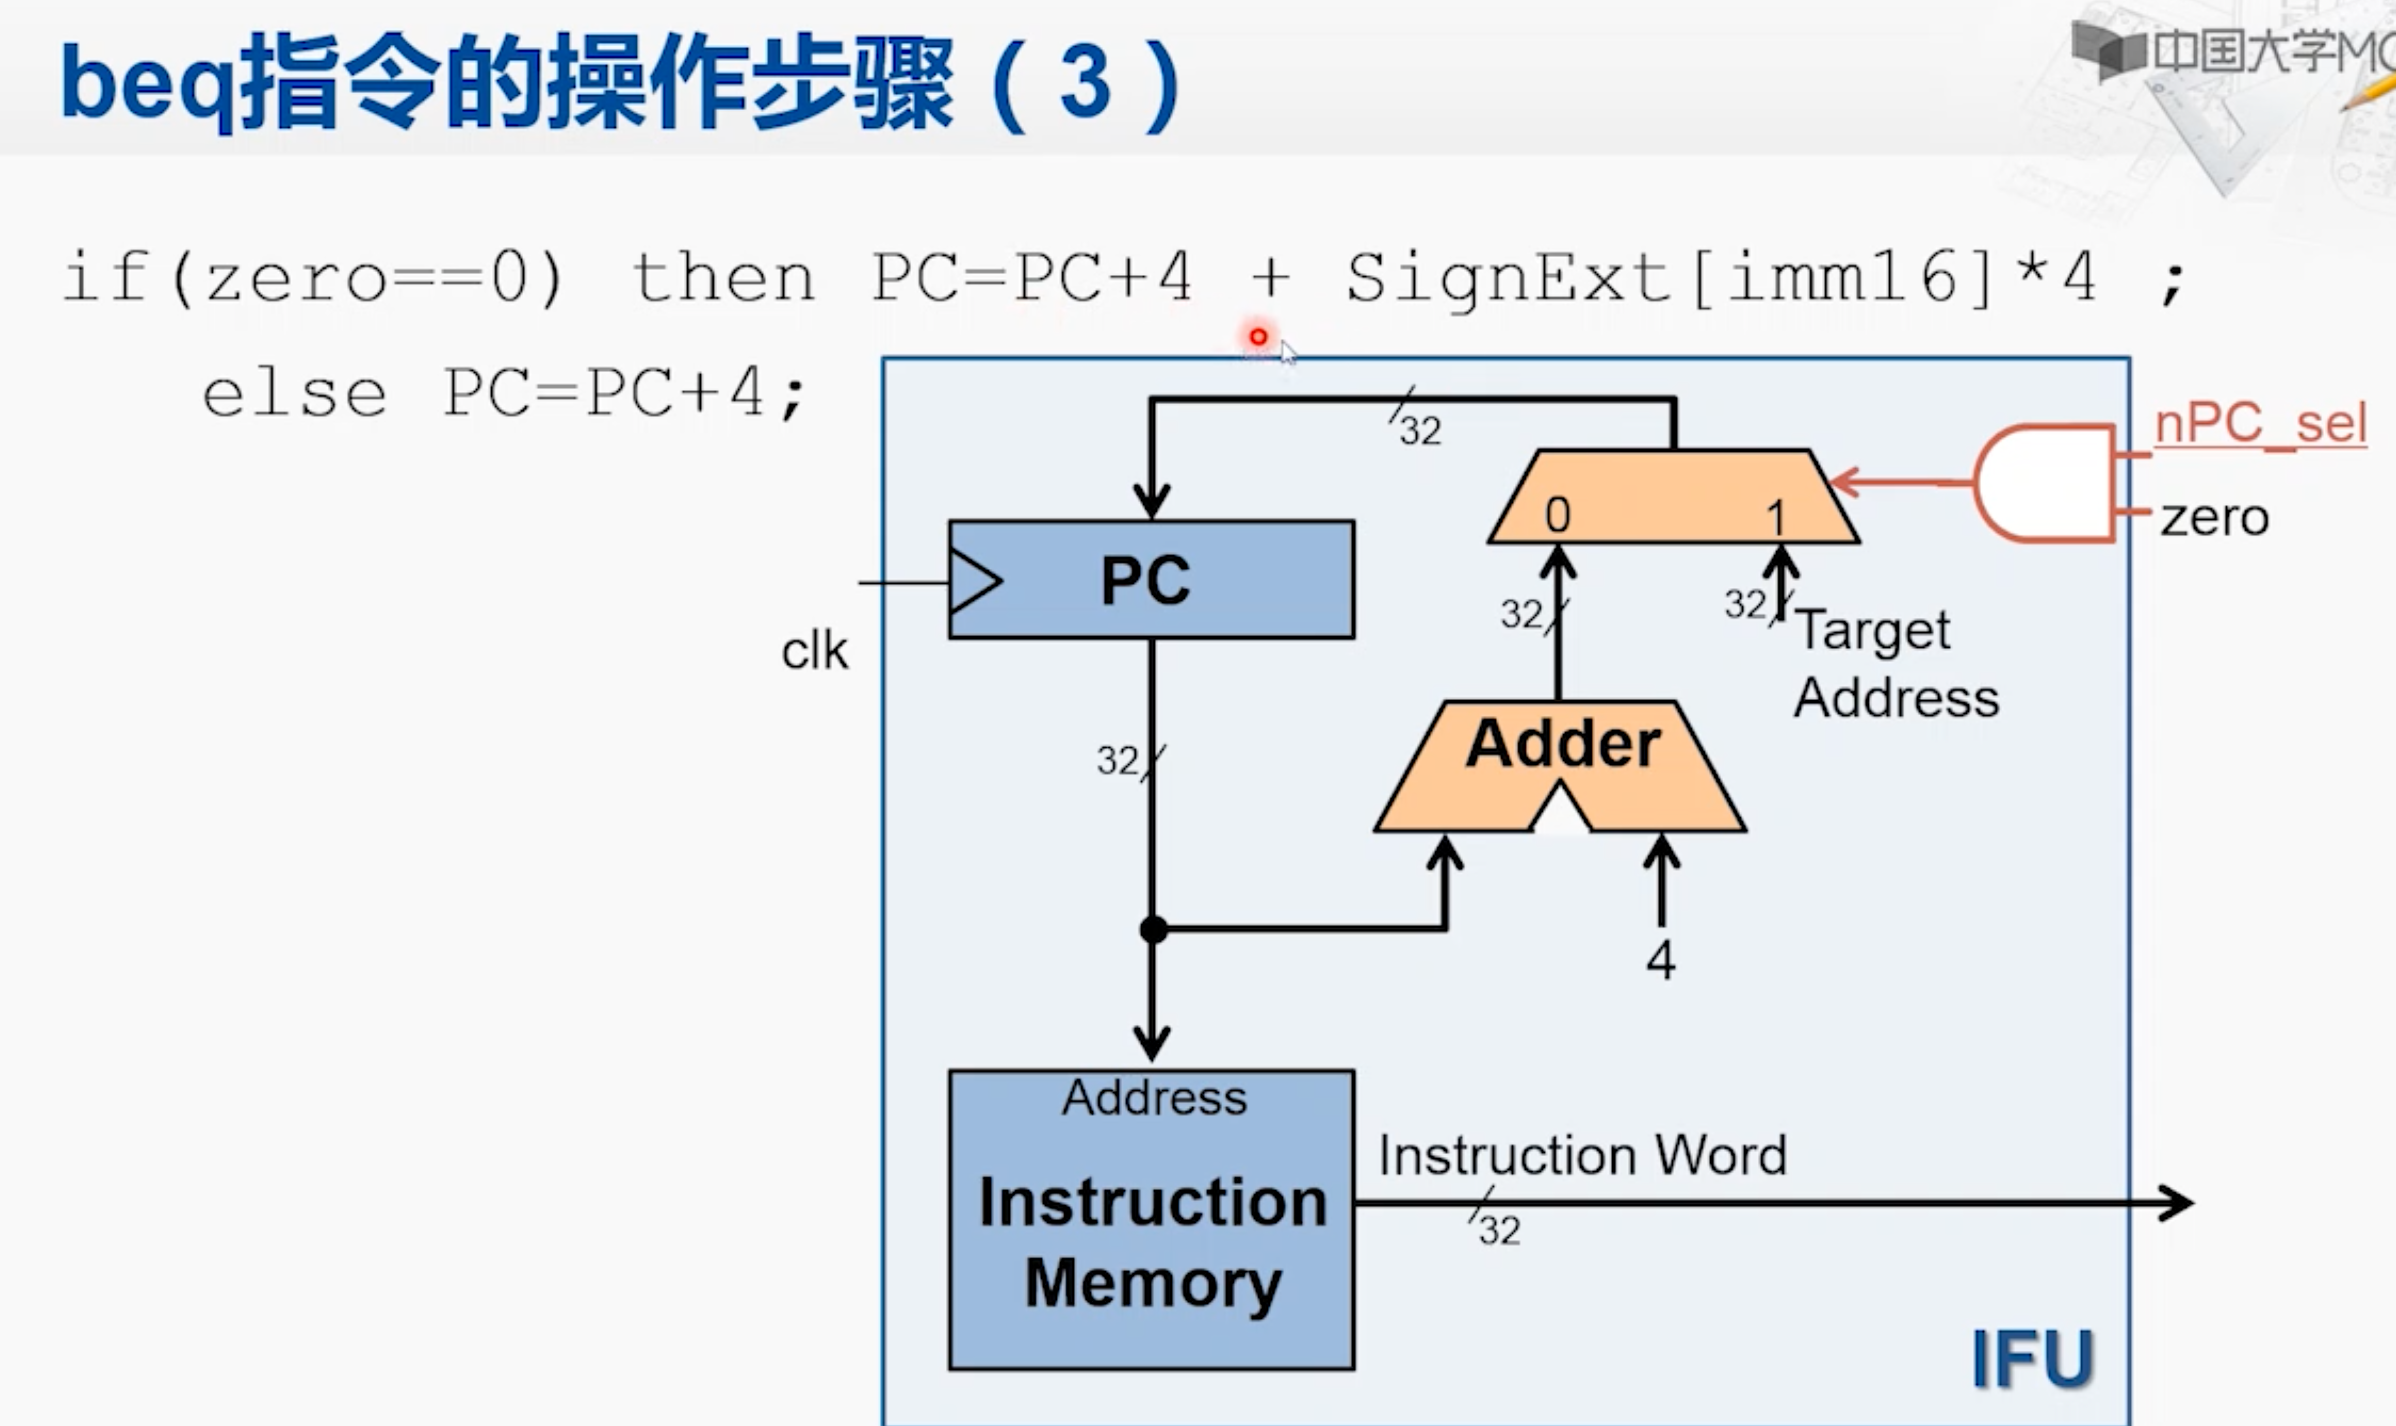 beq指令的操作步骤（3）
中国大学MO
if(zero==0) then PC=PC+4 + SignExt[imm16]*4 ;
else PC=PC+4;
32
nPC_sel
0 1
zero
PC
clk
32
32
Target
Address
Adder
32
4
Address
Instruction
Memory
Instruction Word
32
IFU